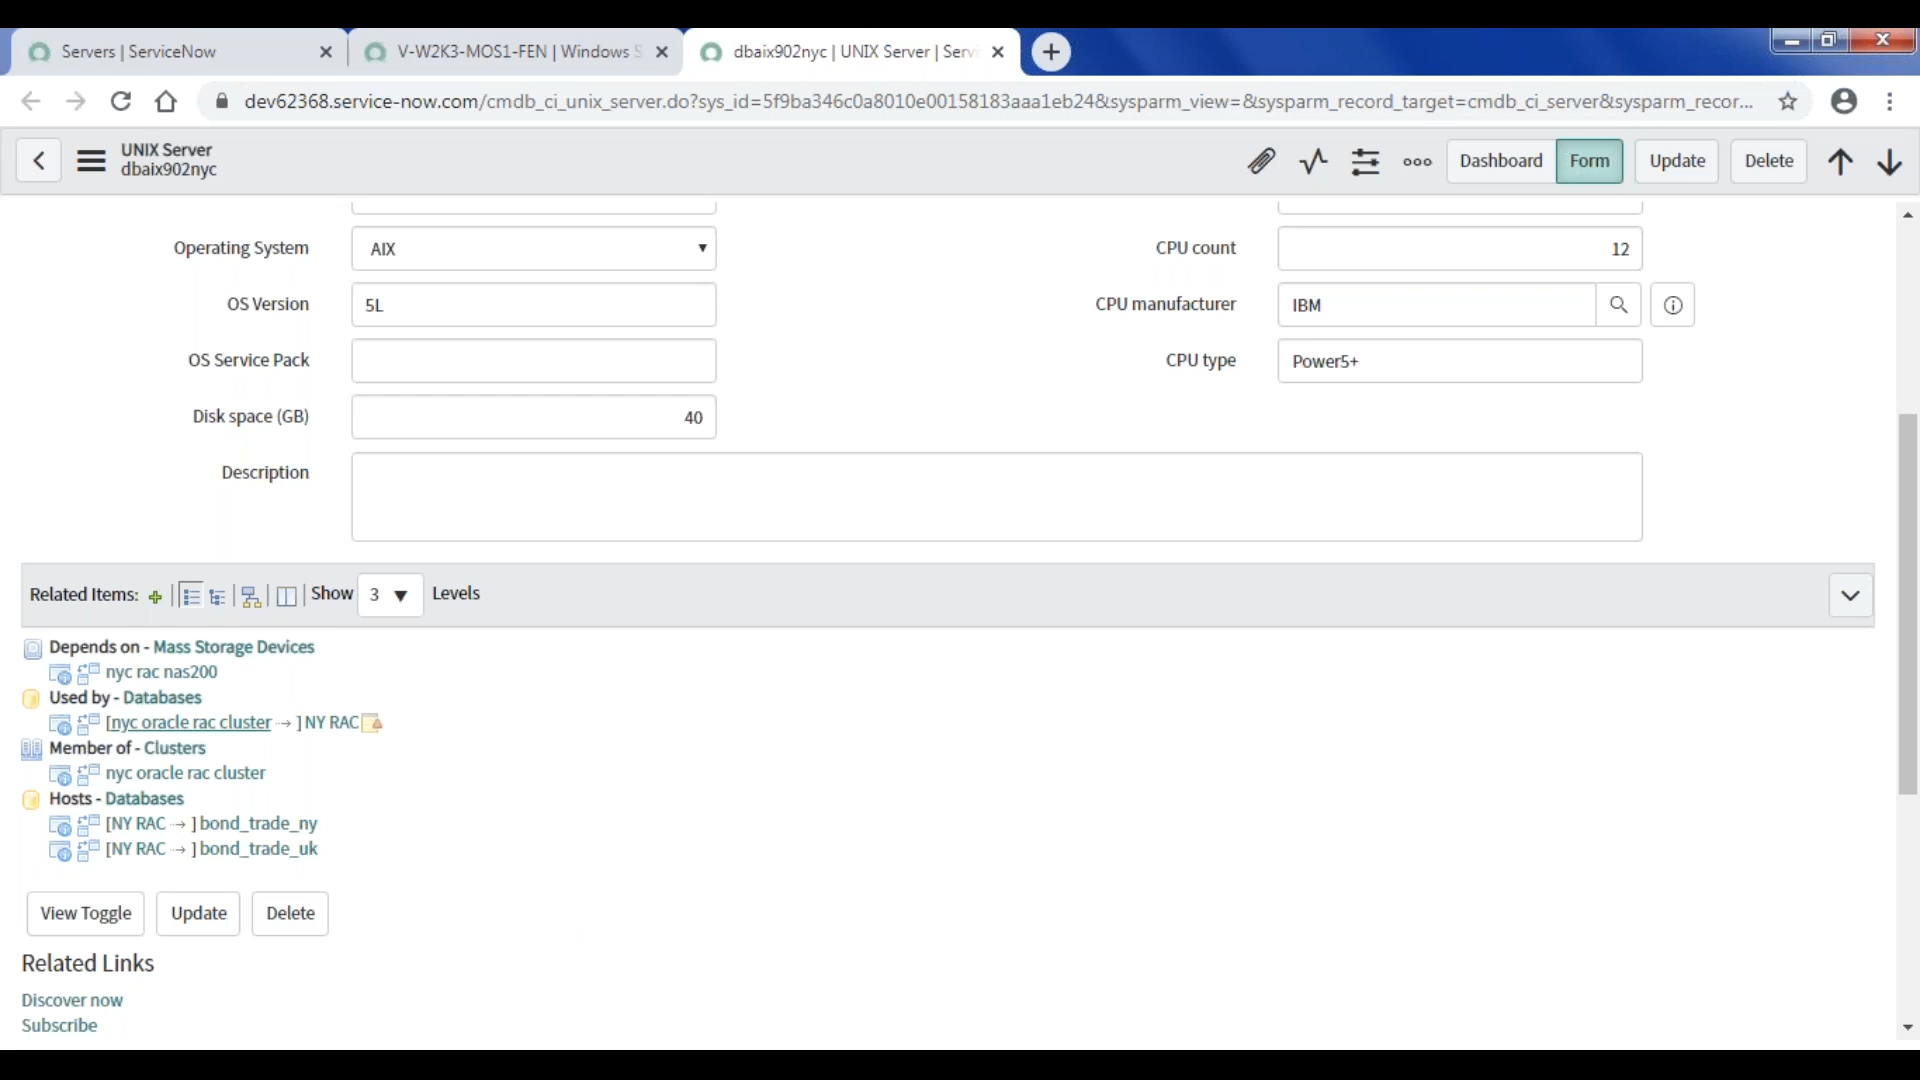 Servers | ServiceNow
V-W2K3-MOS1-FEN | Windows S
dbaix902nyc | UNIX Server | Servi
dev62368.service-now.com/cmdb_ci_unix_server.do?sys_id=5f9ba346c0a8010e00158183aaa1eb24&sysparm_view=&sysparm_record_target=cmdb_ci_server&sysparm_recor...
UNIX Server
dbaix902nyc
Dashboard Form Update Delete
Operating System AIX CPU count 12
OS Version 5L CPU manufacturer IBM
OS Service Pack CPU type Power5+
Disk space (GB) 40
Description
Related Items: Show 3 Levels
Depends on - Mass Storage Devices
nyc rac nas200
Used by - Databases
[nyc oracle rac cluster → ] NY RAC
Member of - Clusters
nyc oracle rac cluster
Hosts - Databases
[NY RAC → ] bond_trade_ny
[NY RAC → ] bond_trade_uk
View Toggle Update Delete
Related Links
Discover now
Subscribe